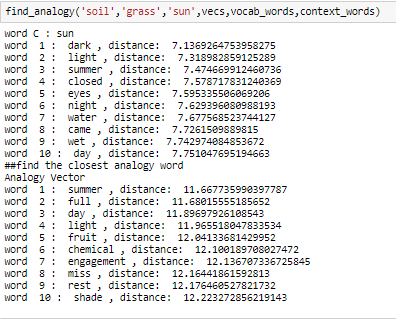 find_analogy('soil','grass','sun',vecs,vocab_words,context_words)
word C : sun
word 1 : dark , distance: 7.1369264753958275
word 2 : light , distance: 7.318982859125289
word 3 : summer , distance: 7.474669912460736
word 4 : closed , distance: 7.578717831240369
word 5 : eyes , distance: 7.595335506069206
word 6 : night , distance: 7.629396080988193
word 7 : water , distance: 7.677568523744127
word 8 : came , distance: 7.7261509889815
word 9 : wet , distance: 7.742974084853672
word 10 : day , distance: 7.751047695194663
##find the closest analogy word
Analogy Vector
word 1 : summer , distance: 11.667735990397787
word 2 : full , distance: 11.68015555185652
word 3 : day , distance: 11.89697926108543
word 4 : light , distance: 11.965518047833534
word 5 : fruit , distance: 12.04133681429952
word 6 : chemical , distance: 12.100189708027472
word 7 : engagement , distance: 12.136707336725845
word 8 : miss , distance: 12.16441861592813
word 9 : rest , distance: 12.176460527821732
word 10 : shade , distance: 12.223272856219143